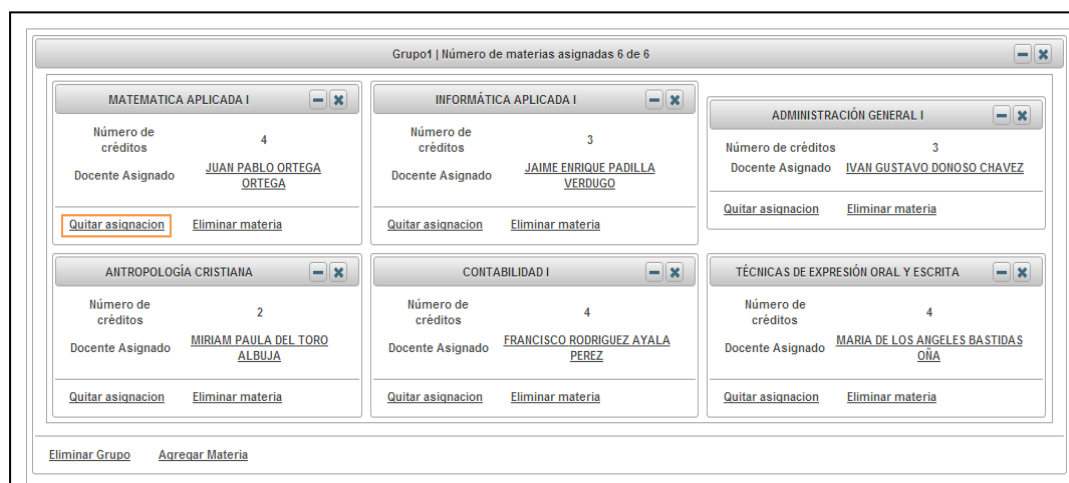 Grupo1 | Número de materias asignadas 6 de 6
MATEMATICA APLICADA I
Número de
créditos
4
Docente Asignado
JUAN PABLO ORTEGA
ORTEGA
Quitar asignacion
Eliminar materia
INFORMÁTICA APLICADA I
Número de
créditos
3
Docente Asignado
JAIME ENRIQUE PADILLA
VERDUGO
Quitar asignacion
Eliminar materia
ADMINISTRACIÓN GENERAL I
Número de créditos
3
Docente Asignado
IVAN GUSTAVO DONOSO CHAVEZ
Quitar asignacion
Eliminar materia
ANTROPOLOGÍA CRISTIANA
Número de
créditos
2
Docente Asignado
MIRIAM PAULA DEL TORO
ALBUJA
Quitar asignacion
Eliminar materia
CONTABILIDAD I
Número de
créditos
4
Docente Asignado
FRANCISCO RODRIGUEZ AYALA
PEREZ
Quitar asignacion
Eliminar materia
TÉCNICAS DE EXPRESIÓN ORAL Y ESCRITA
Número de
créditos
4
Docente Asignado
MARIA DE LOS ANGELES BASTIDAS
OÑA
Quitar asignacion
Eliminar materia
Eliminar Grupo
Agregar Materia